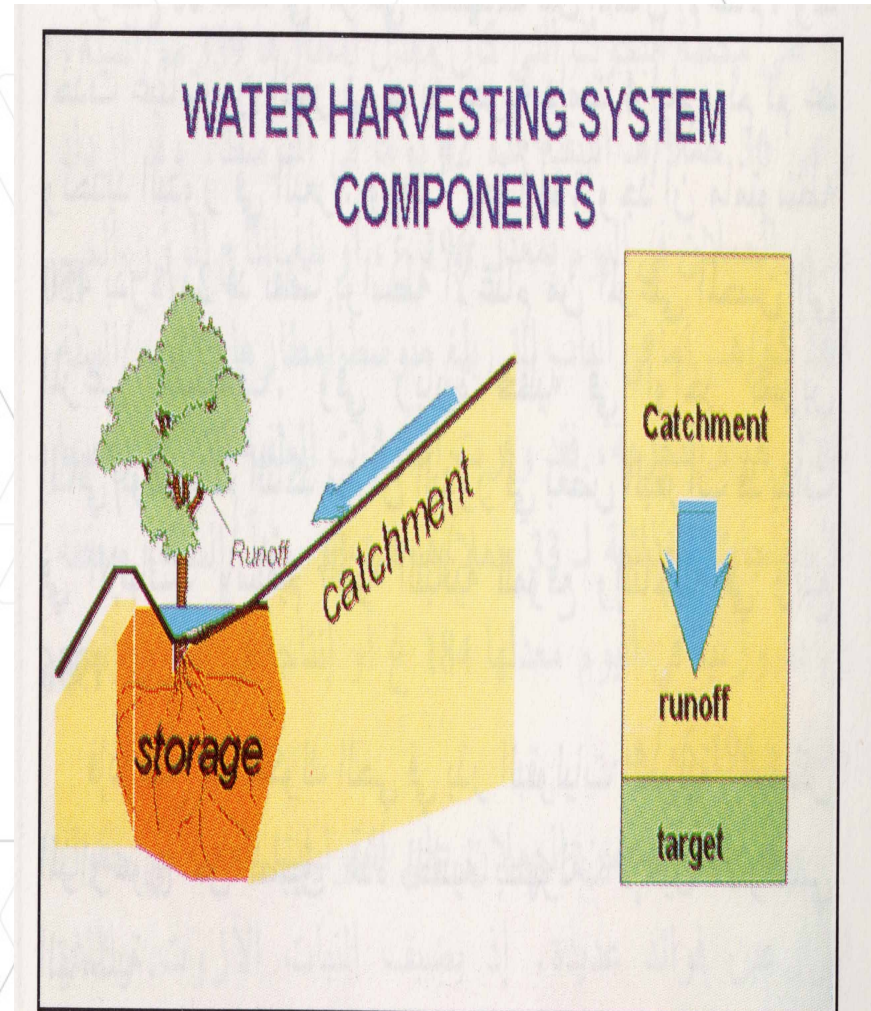 WATER HARVESTING SYSTEM
COMPONENTS
Runoff
catchment
storage
Catchment
runoff
target